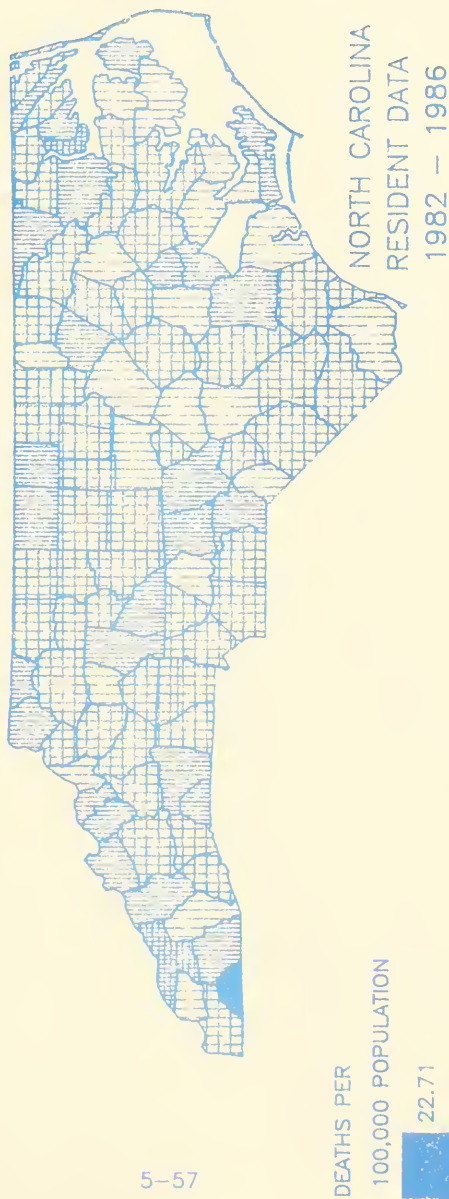 NORTH CAROLINA
RESIDENT DATA
1982 – 1986
DEATHS PER
100,000 POPULATION
22.71
5-57